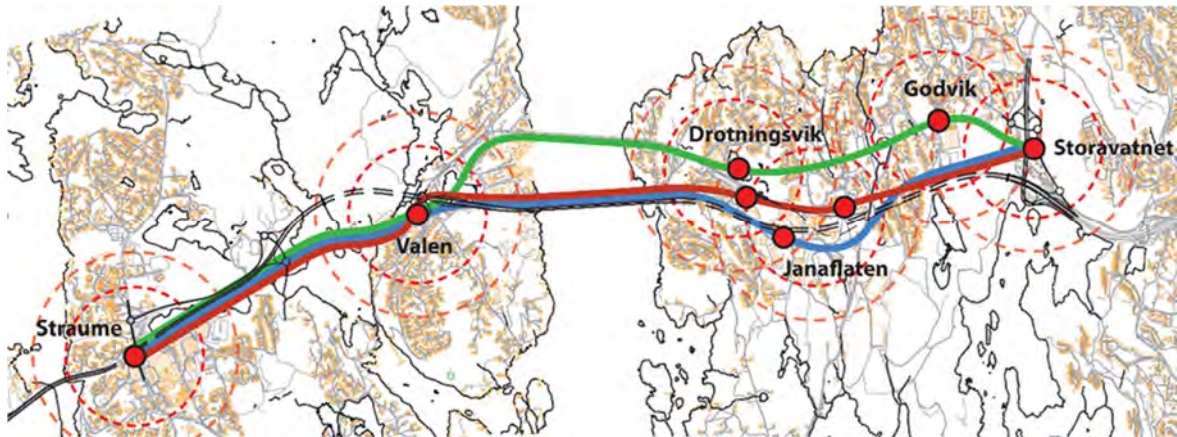 Godvik
Drotningsvik
Storavatnet
Valen
Janaflaten
Straume